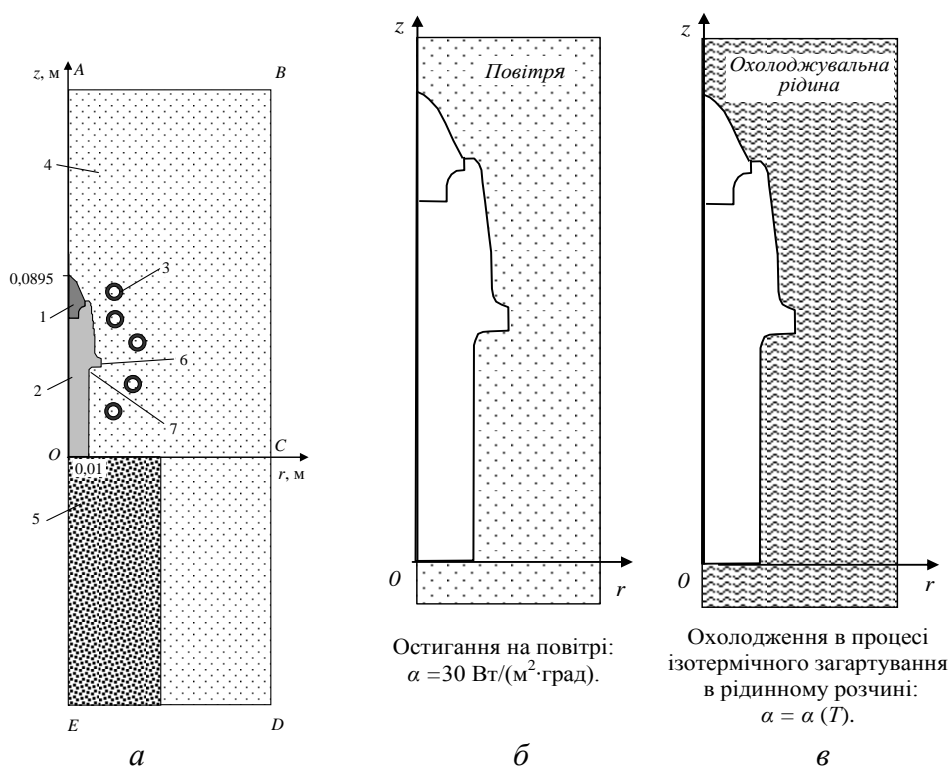 z, м
A
B
4
0,0895
3
1
6
2
7
O
C
0,01
r, м
5
E
D
а
z
Повітря
0
r
Остигання на повітрі:
α =30 Вт/(м²·град).
б
z
Охолоджувальна
рідина
0
r
Охолодження в процесі
ізотермічного загартування
в рідинному розчині:
α = α (T).
в